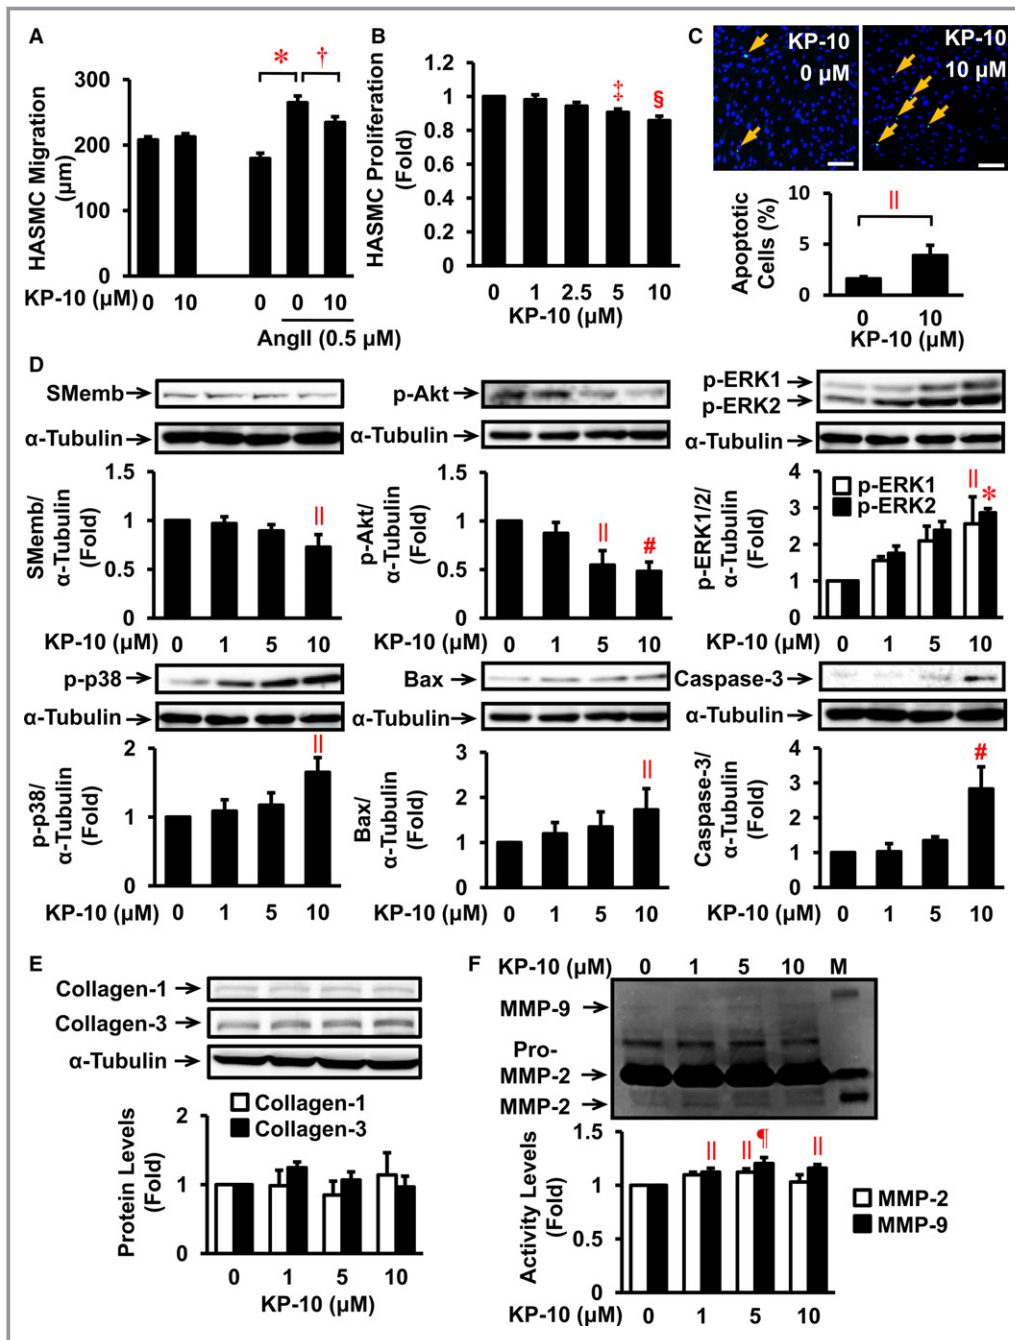 A
HASMC Migration
(µm)
300
200
100
0
*
†
KP-10 (µM)
0 10 0 0 10
AngII (0.5 µM)
B
HASMC Proliferation
(Fold)
1.2
1
0.8
0.6
0.4
0.2
0
‡
§
0 1 2.5 5 10
KP-10 (µM)
C
KP-10
0 µM
KP-10
10 µM
Apoptotic
Cells (%)
10
5
0
||
0 10
KP-10 (µM)
D
SMemb
α-Tubulin
SMemb/
α-Tubulin
(Fold)
1.5
1
0.5
0
||
KP-10 (µM) 0 1 5 10
p-Akt
α-Tubulin
p-Akt/
α-Tubulin
(Fold)
1.5
1
0.5
0
||
#
KP-10 (µM) 0 1 5 10
p-ERK1
p-ERK2
α-Tubulin
p-ERK1/2/
α-Tubulin
(Fold)
4
3
2
1
0
p-ERK1
p-ERK2
||
*
KP-10 (µM) 0 1 5 10
p-p38
α-Tubulin
p-p38/
α-Tubulin
(Fold)
2
1
0
||
KP-10 (µM) 0 1 5 10
Bax
α-Tubulin
Bax/
α-Tubulin
(Fold)
3
2
1
0
||
KP-10 (µM) 0 1 5 10
Caspase-3
α-Tubulin
Caspase-3/
α-Tubulin
(Fold)
4
3
2
1
0
#
KP-10 (µM) 0 1 5 10
E
Collagen-1
Collagen-3
α-Tubulin
Protein Levels
(Fold)
2
1
0
Collagen-1
Collagen-3
0 1 5 10
KP-10 (µM)
F
KP-10 (µM) 0 1 5 10 M
MMP-9
Pro-
MMP-2
MMP-2
Activity Levels
(Fold)
1.5
1
0.5
0
||
||
¶
||
MMP-2
MMP-9
KP-10 (µM) 0 1 5 10